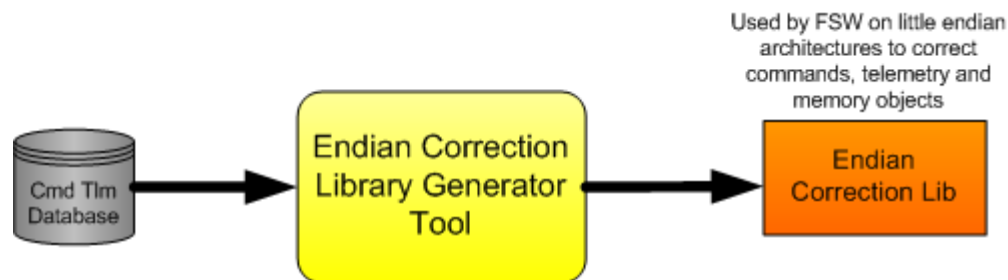 Used by FSW on little endian
architectures to correct
commands, telemetry and
memory objects
Cmd Tlm
Database
Endian Correction
Library Generator
Tool
Endian
Correction Lib